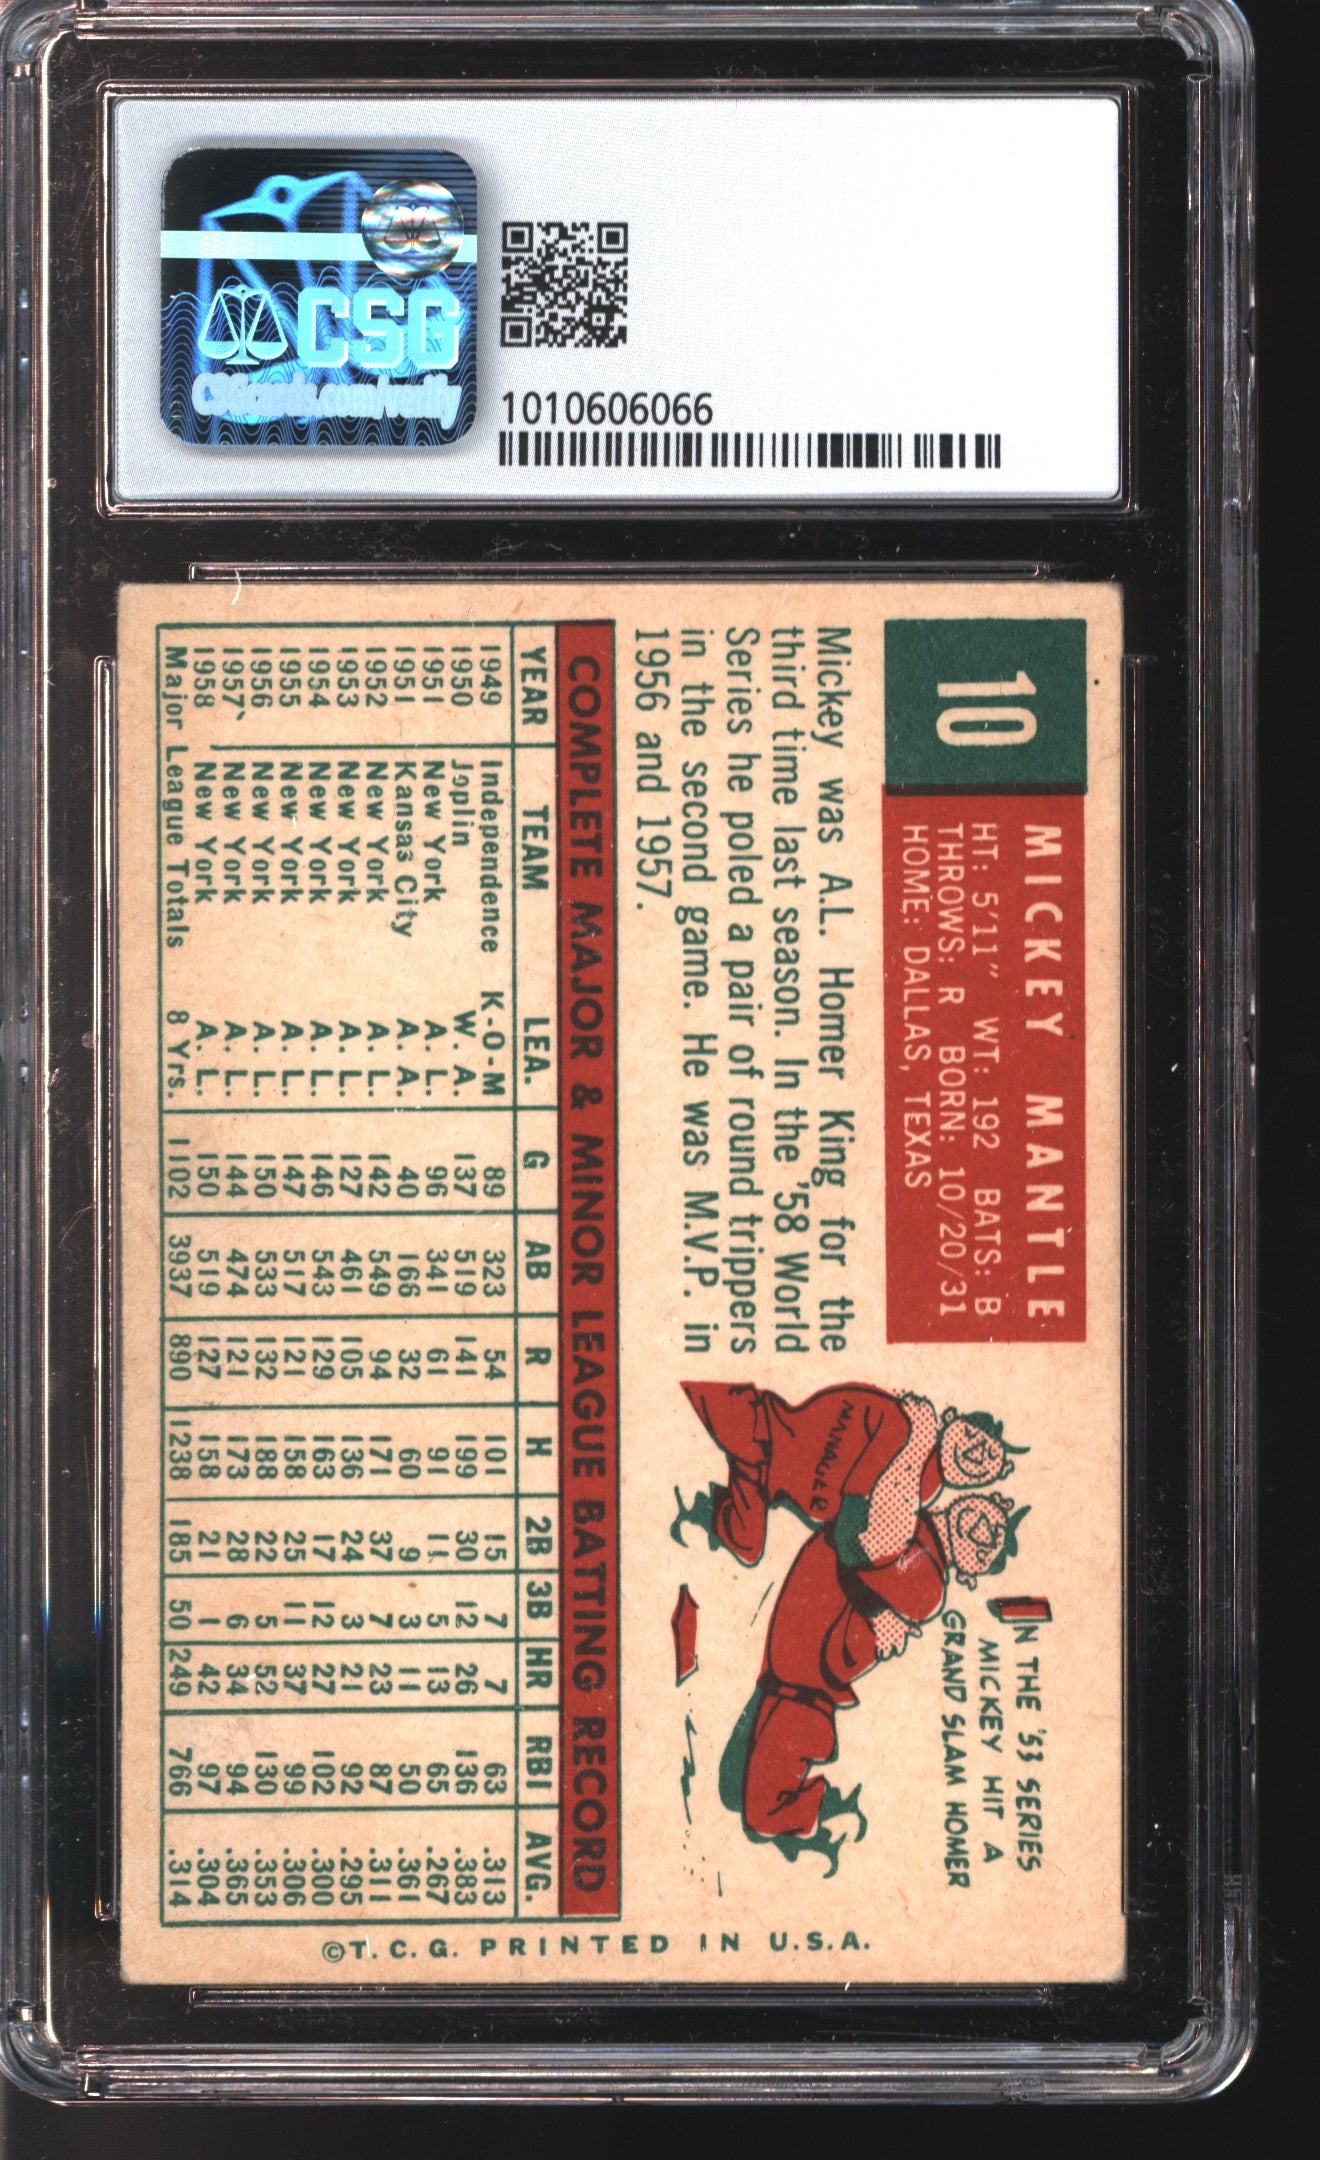 CSG
CSGcards.com/verify
1010606066
10
MICKEY MANTLE
HT: 5'11" WT: 192 BATS: B
THROWS: R BORN: 10/20/31
HOME: DALLAS, TEXAS
Mickey was A.L. Homer King for the
third time last season. In the '58 World
Series he poled a pair of round trippers
in the second game. He was M.V.P. in
1956 and 1957.
IN THE '53 SERIES
MICKEY HIT A
GRAND SLAM HOMER
MANAGER
COMPLETE MAJOR & MINOR LEAGUE BATTING RECORD
YEAR TEAM LEA. G AB R H 2B 3B HR RBI AVG.
1949 Independence K-O-M 89 323 54 101 15 7 7 63 .313
1950 Joplin W. A. 137 519 141 199 30 12 26 136 .383
1951 New York A. L. 96 341 61 91 11 5 13 65 .267
1951 Kansas City A. A. 40 166 32 60 9 3 11 50 .361
1952 New York A. L. 142 549 94 171 37 7 23 87 .311
1953 New York A. L. 127 461 105 136 24 3 21 92 .295
1954 New York A. L. 146 543 129 163 17 12 27 102 .300
1955 New York A. L. 147 517 121 158 25 11 37 99 .306
1956 New York A. L. 150 533 132 188 22 5 52 130 .353
1957 New York A. L. 144 474 121 173 28 6 34 94 .365
1958 New York A. L. 150 519 127 158 21 1 42 97 .304
Major League Totals 8 Yrs. 1102 3937 890 1238 185 50 249 766 .314
©T. C. G. PRINTED IN U.S.A.